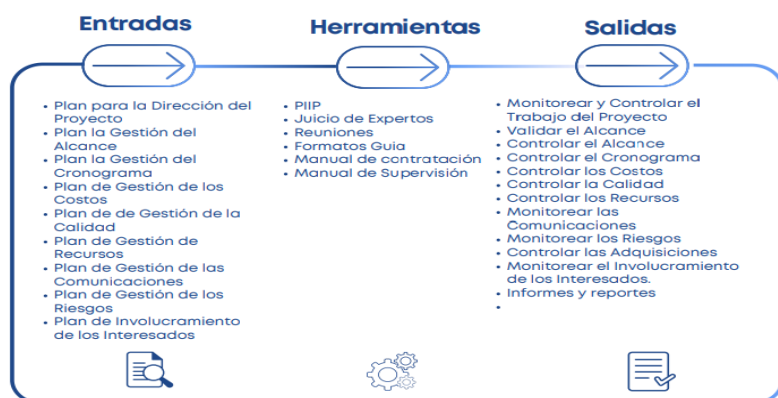 Entradas
• Plan para la Dirección del
Proyecto
• Plan la Gestión del
Alcance
• Plan la Gestión del
Cronograma
• Plan de Gestión de los
Costos
• Plan de de Gestión de la
Calidad
• Plan de Gestión de
Recursos
• Plan de Gestión de las
Comunicaciones
• Plan de Gestión de los
Riesgos
• Plan de Involucramiento
de los Interesados
Herramientas
• PIIP
• Juicio de Expertos
• Reuniones
• Formatos Guia
• Manual de contratación
• Manual de Supervisión
Salidas
• Monitorear y Controlar el
Trabajo del Proyecto
• Validar el Alcance
• Controlar el Alcance
• Controlar el Cronograma
• Controlar los Costos
• Controlar la Calidad
• Controlar los Recursos
• Monitorear las
Comunicaciones
• Monitorear los Riesgos
• Controlar las Adquisiciones
• Monitorear el Involucramiento
de los Interesados.
• Informes y reportes
•